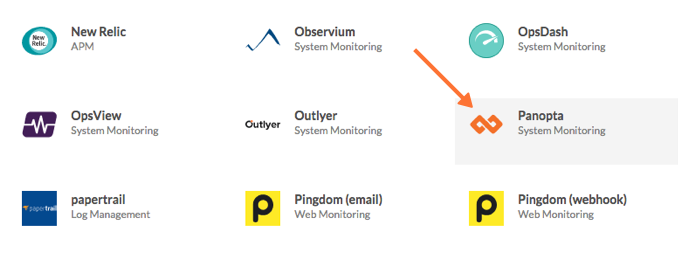 New Relic
New Relic.
APM
Observium
System Monitoring
OpsDash
System Monitoring
OpsView
System Monitoring
Outlyer
Outlyer
System Monitoring
Panopta
System Monitoring
papertrail
papertrail
Log Management
Pingdom (email)
Web Monitoring
Pingdom (webhook)
Web Monitoring